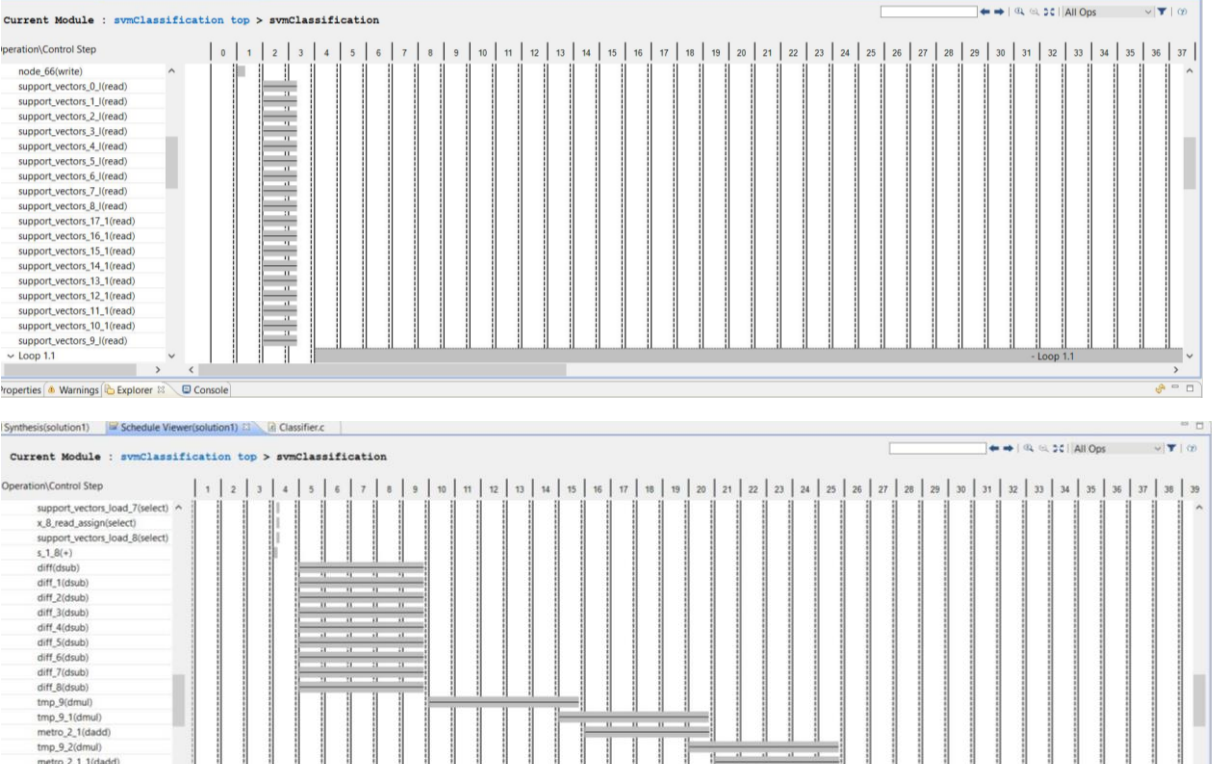 Current Module : svmClassification top > svmClassification
All Ops
Operation\Control Step
0 1 2 3 4 5 6 7 8 9 10 11 12 13 14 15 16 17 18 19 20 21 22 23 24 25 26 27 28 29 30 31 32 33 34 35 36 37
node_66(write)
support_vectors_0_l(read)
support_vectors_1_l(read)
support_vectors_2_l(read)
support_vectors_3_l(read)
support_vectors_4_l(read)
support_vectors_5_l(read)
support_vectors_6_l(read)
support_vectors_7_l(read)
support_vectors_8_l(read)
support_vectors_17_1(read)
support_vectors_16_1(read)
support_vectors_15_1(read)
support_vectors_14_1(read)
support_vectors_13_1(read)
support_vectors_12_1(read)
support_vectors_11_1(read)
support_vectors_10_1(read)
support_vectors_9_l(read)
Loop 1.1 - Loop 1.1
Properties Warnings Explorer Console
Synthesis(solution1) Schedule Viewer(solution1) Classifier.c
Current Module : svmClassification top > svmClassification
All Ops
Operation\Control Step
1 2 3 4 5 6 7 8 9 10 11 12 13 14 15 16 17 18 19 20 21 22 23 24 25 26 27 28 29 30 31 32 33 34 35 36 37 38 39
support_vectors_load_7(select)
x_8_read_assign(select)
support_vectors_load_8(select)
s_1_8(+)
diff(dsub)
diff_1(dsub)
diff_2(dsub)
diff_3(dsub)
diff_4(dsub)
diff_5(dsub)
diff_6(dsub)
diff_7(dsub)
diff_8(dsub)
tmp_9(dmul)
tmp_9_1(dmul)
metro_2_1(dadd)
tmp_9_2(dmul)
metro_2_1_1(dadd)